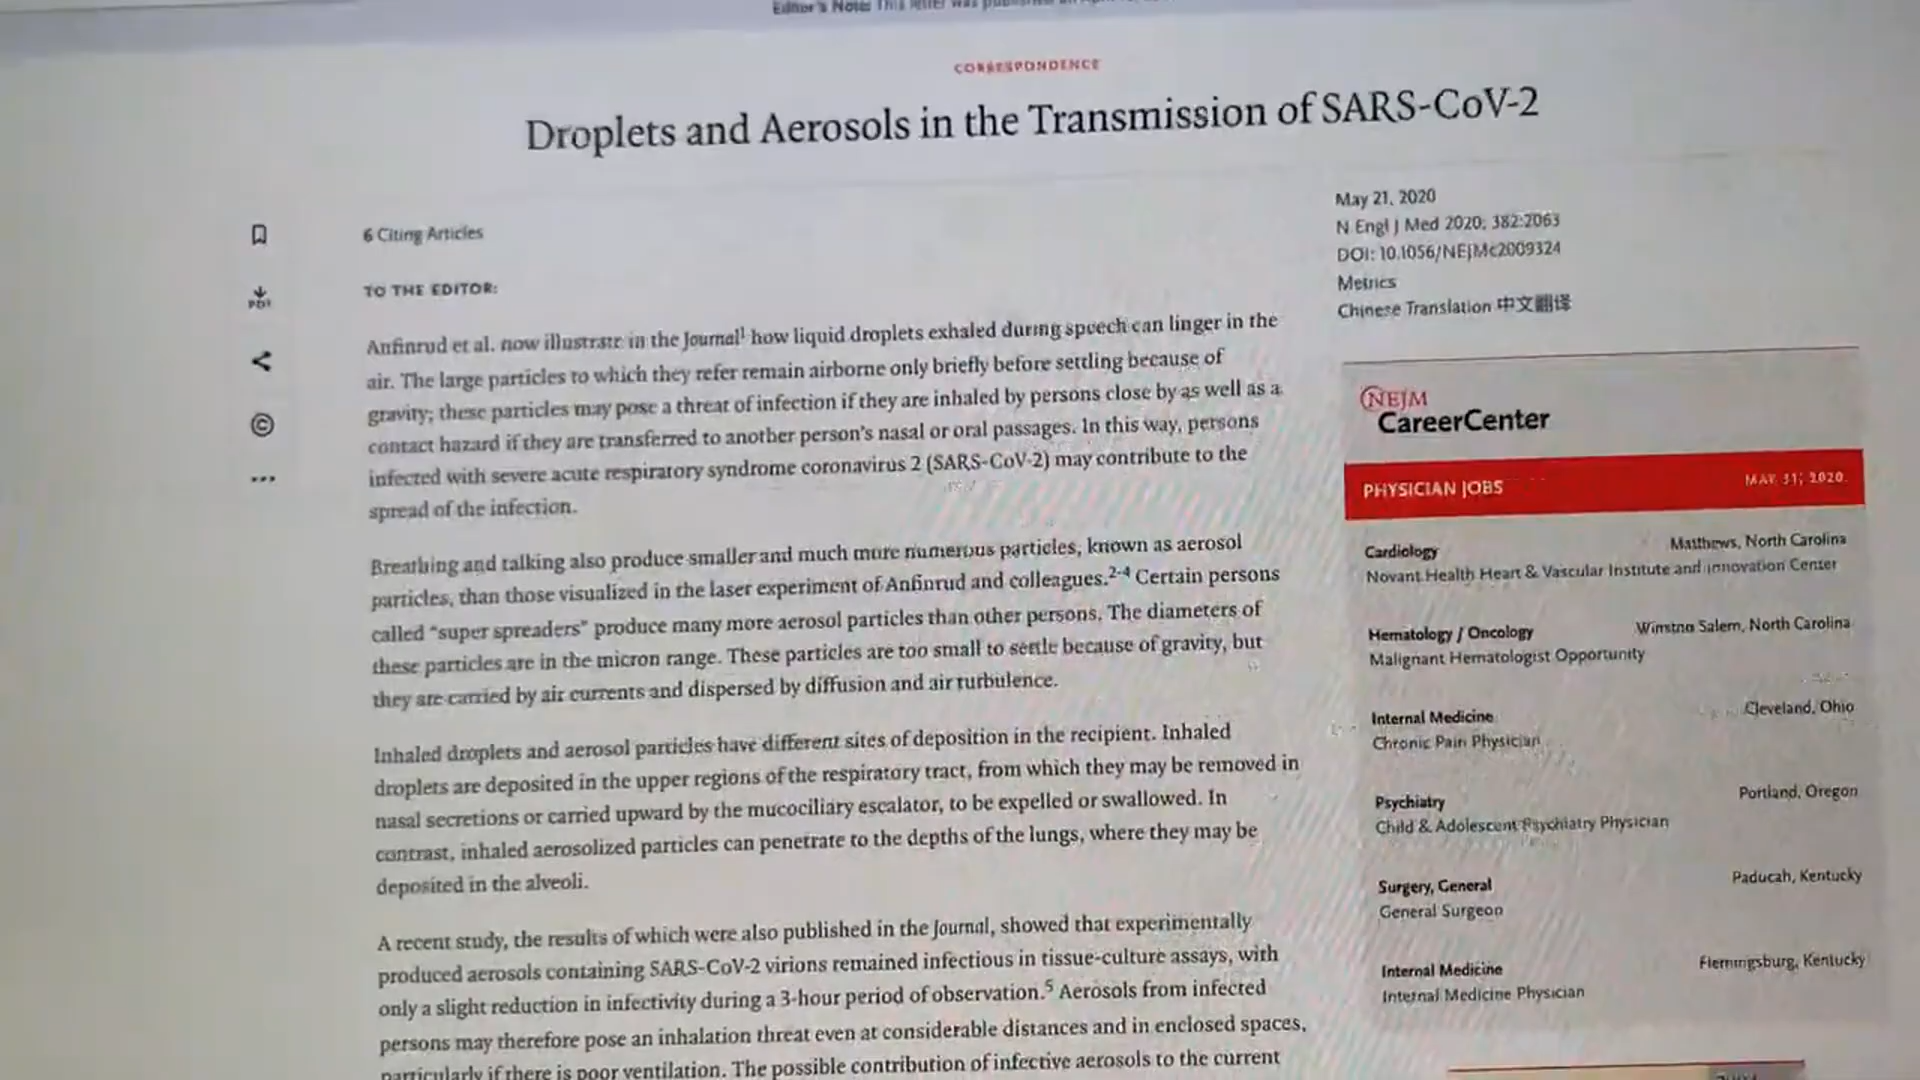 Editor's Note: This letter was
CORRESPONDENCE
Droplets and Aerosols in the Transmission of SARS-CoV-2
6 Citing Articles
TO THE EDITOR:
Anfinrud et al. now illustrate in the Journal¹ how liquid droplets exhaled during speech can linger in the
air. The large particles to which they refer remain airborne only briefly before settling because of
gravity; these particles may pose a threat of infection if they are inhaled by persons close by as well as a
contact hazard if they are transferred to another person's nasal or oral passages. In this way, persons
infected with severe acute respiratory syndrome coronavirus 2 (SARS-CoV-2) may contribute to the
spread of the infection.
Breathing and talking also produce smaller and much more numerous particles, known as aerosol
particles, than those visualized in the laser experiment of Anfinrud and colleagues.²⁻⁴ Certain persons
called "super spreaders" produce many more aerosol particles than other persons. The diameters of
these particles are in the micron range. These particles are too small to settle because of gravity, but
they are carried by air currents and dispersed by diffusion and air turbulence.
Inhaled droplets and aerosol particles have different sites of deposition in the recipient. Inhaled
droplets are deposited in the upper regions of the respiratory tract, from which they may be removed in
nasal secretions or carried upward by the mucociliary escalator, to be expelled or swallowed. In
contrast, inhaled aerosolized particles can penetrate to the depths of the lungs, where they may be
deposited in the alveoli.
A recent study, the results of which were also published in the Journal, showed that experimentally
produced aerosols containing SARS-CoV-2 virions remained infectious in tissue-culture assays, with
only a slight reduction in infectivity during a 3-hour period of observation.⁵ Aerosols from infected
persons may therefore pose an inhalation threat even at considerable distances and in enclosed spaces,
particularly if there is poor ventilation. The possible contribution of infective aerosols to the current
PDF
©
May 21, 2020
N Engl J Med 2020; 382:2063
DOI: 10.1056/NEJMc2009324
Metrics
Chinese Translation 中文翻译
NEJM
CareerCenter
PHYSICIAN JOBS MAY 31, 2020
Cardiology Matthews, North Carolina
Novant Health Heart & Vascular Institute and Innovation Center
Hematology / Oncology Winston Salem, North Carolina
Malignant Hematologist Opportunity
Internal Medicine Cleveland, Ohio
Chronic Pain Physician
Psychiatry Portland, Oregon
Child & Adolescent Psychiatry Physician
Surgery, General Paducah, Kentucky
General Surgeon
Internal Medicine Flemingsburg, Kentucky
Internal Medicine Physician